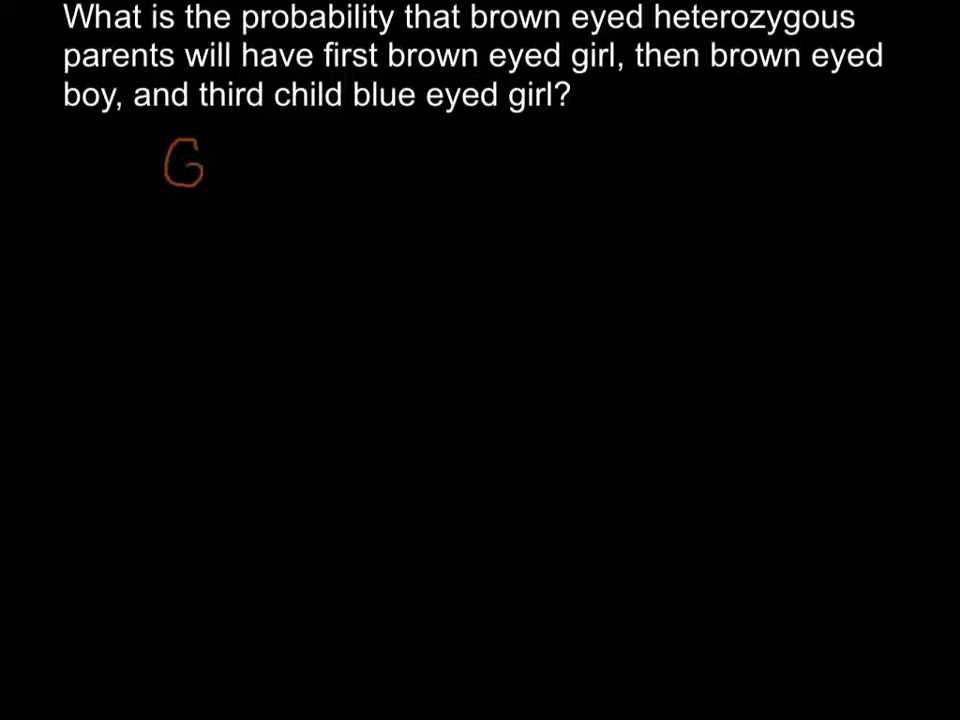 What is the probability that brown eyed heterozygous
parents will have first brown eyed girl, then brown eyed
boy, and third child blue eyed girl?
G